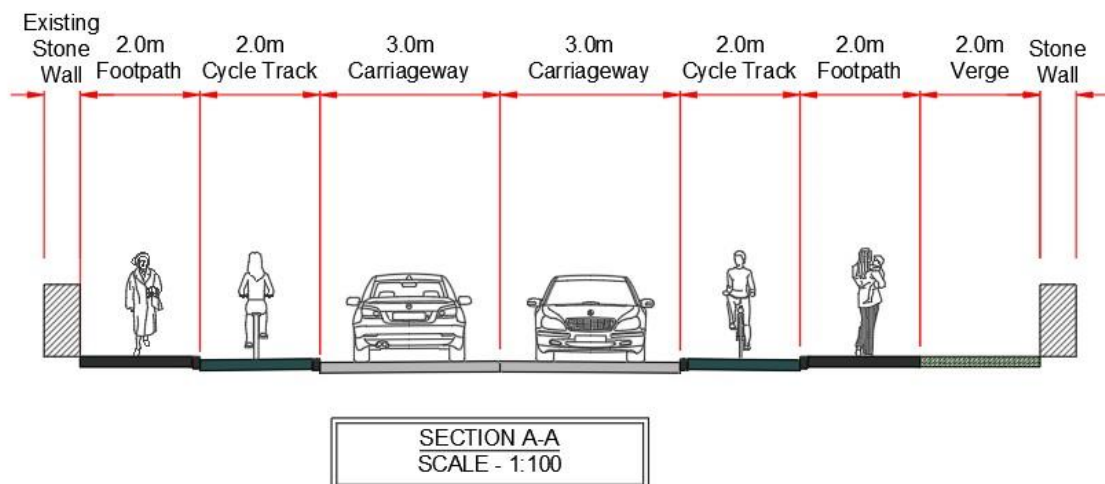 Existing
Stone
Wall
2.0m
Footpath
2.0m
Cycle Track
3.0m
Carriageway
3.0m
Carriageway
2.0m
Cycle Track
2.0m
Footpath
2.0m
Verge
Stone
Wall
SECTION A-A
SCALE - 1:100